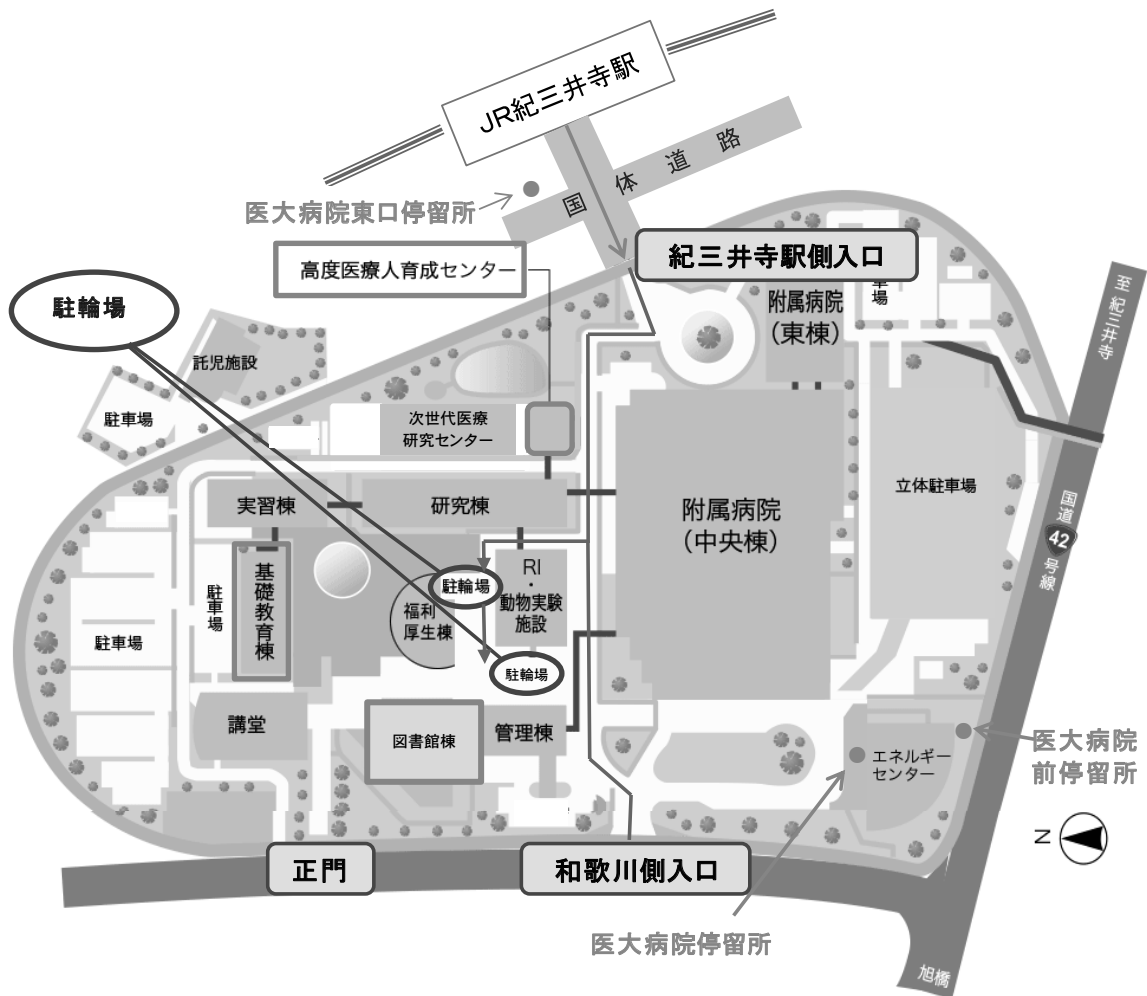 JR紀三井寺駅
国体道路
医大病院東口停留所
紀三井寺駅側入口
高度医療人育成センター
駐輪場
至 紀三井寺
車
場
附属病院
(東棟)
託児施設
駐車場
次世代医療
研究センター
立体駐車場
実習棟
研究棟
附属病院
(中央棟)
国道
42
号線
RI
・
動物実験
施設
基礎教育棟
駐車場
駐輪場
福利
厚生棟
駐車場
駐輪場
講堂
図書館棟
管理棟
エネルギー
センター
医大病院
前停留所
N
正門
和歌川側入口
医大病院停留所
旭橋